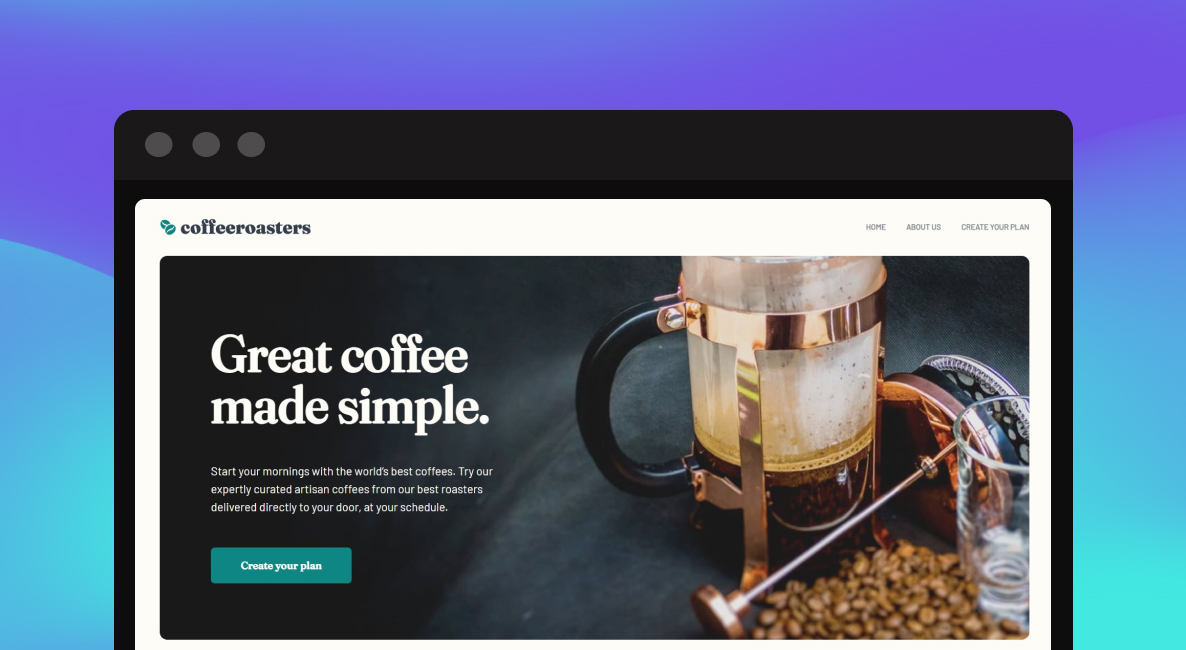 coffeeroasters
HOME ABOUT US CREATE YOUR PLAN
Great coffee
made simple.
Start your mornings with the world’s best coffees. Try our
expertly curated artisan coffees from our best roasters
delivered directly to your door, at your schedule.
Create your plan